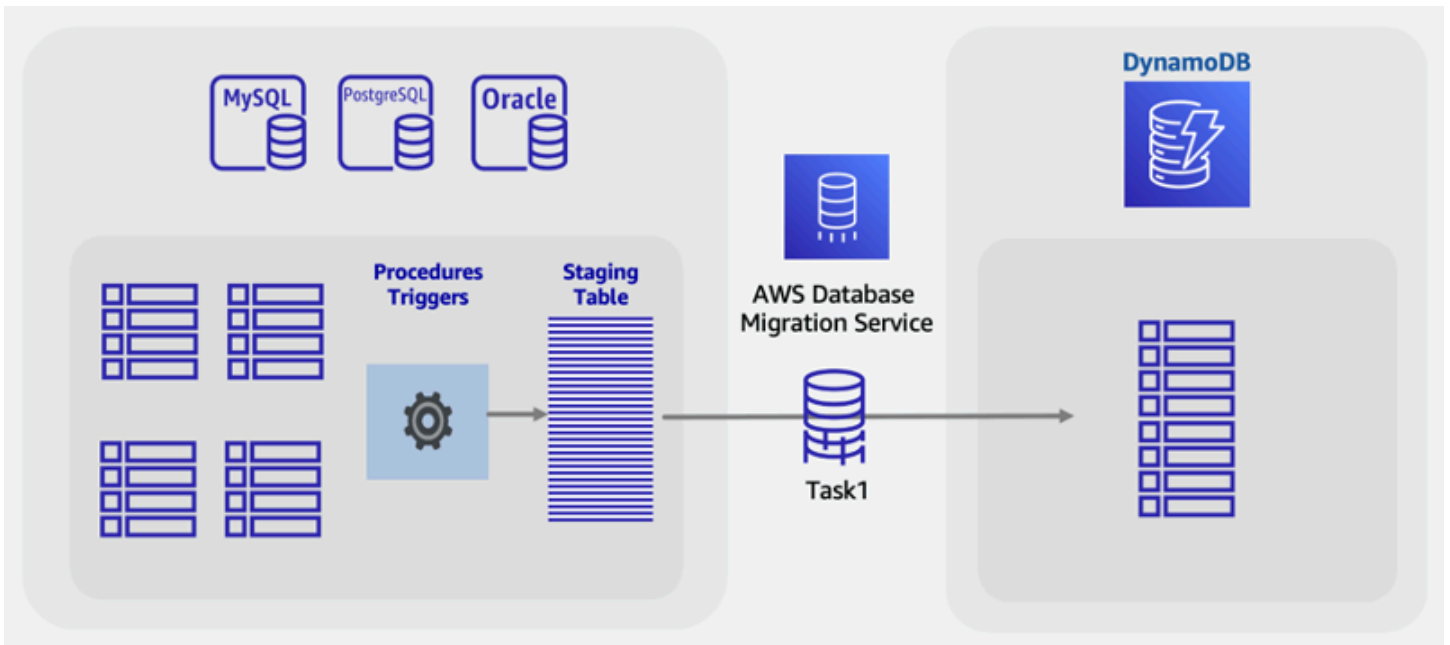 MySQL
PostgreSQL
Oracle
DynamoDB
Procedures
Triggers
Staging
Table
AWS Database
Migration Service
Task1